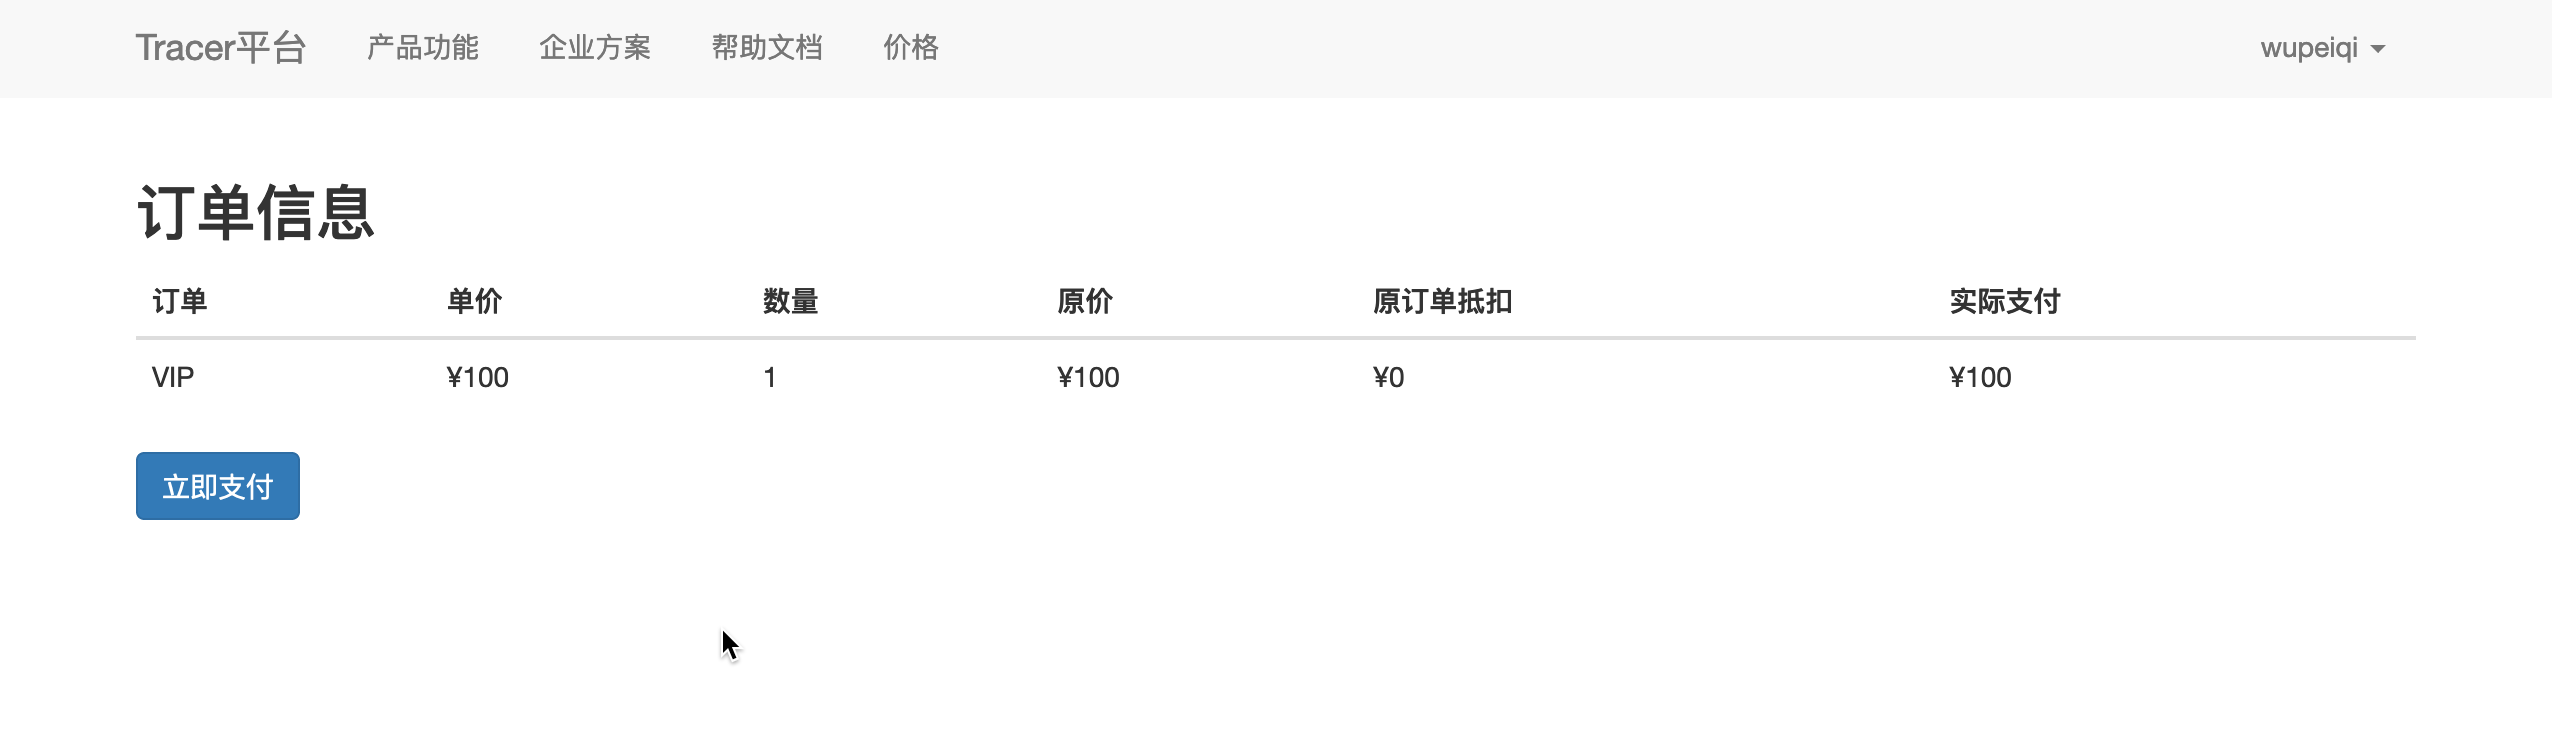 Tracer平台 产品功能 企业方案 帮助文档 价格 wupeiqi
订单信息
订单 单价 数量 原价 原订单抵扣 实际支付
VIP ¥100 1 ¥100 ¥0 ¥100
立即支付